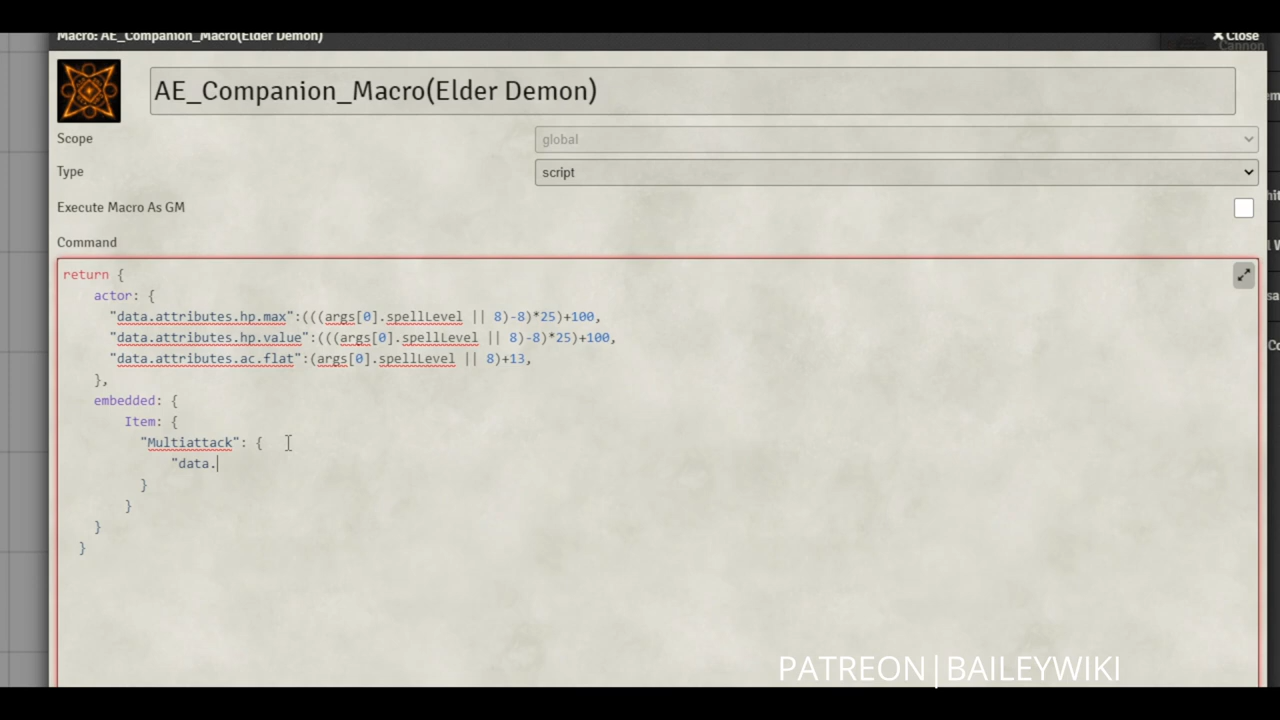 Macro: AE_Companion_Macro(Elder Demon)
Close
Cannon
AE_Companion_Macro(Elder Demon)
Scope
global
Type
script
Execute Macro As GM
Command
return {
actor: {
"data.attributes.hp.max":(((args[0].spellLevel || 8)-8)*25)+100,
"data.attributes.hp.value":(((args[0].spellLevel || 8)-8)*25)+100,
"data.attributes.ac.flat":(args[0].spellLevel || 8)+13,
},
embedded: {
Item: {
"Multiattack": {
"data.
}
}
}
}
PATREON|BAILEYWIKI